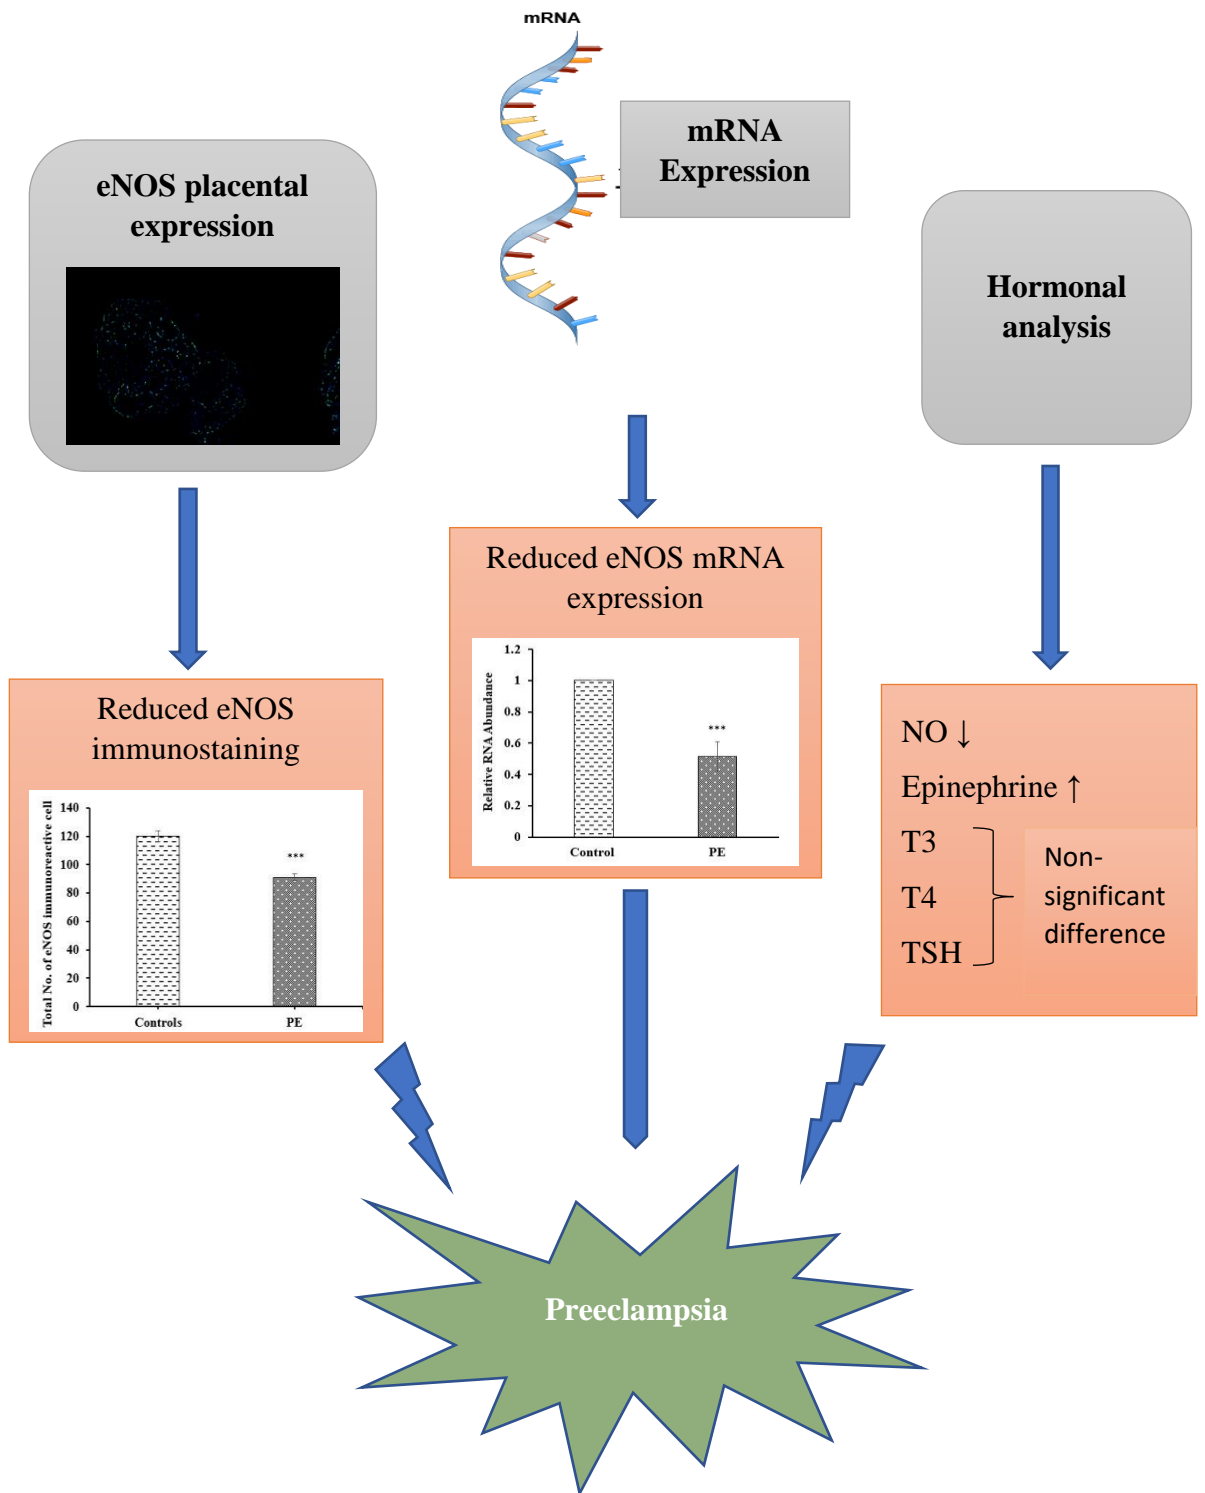 mRNA
mRNA
Expression
eNOS placental
expression
Hormonal
analysis
Reduced eNOS mRNA
expression
Relative RNA Abundance
1.2
1
0.8
0.6
0.4
0.2
0
***
Control PE
Reduced eNOS
immunostaining
Total No. of eNOS immunoreactive cell
140
120
100
80
60
40
20
0
***
Controls PE
NO ↓
Epinephrine ↑
T3
T4
TSH
Non-
significant
difference
Preeclampsia